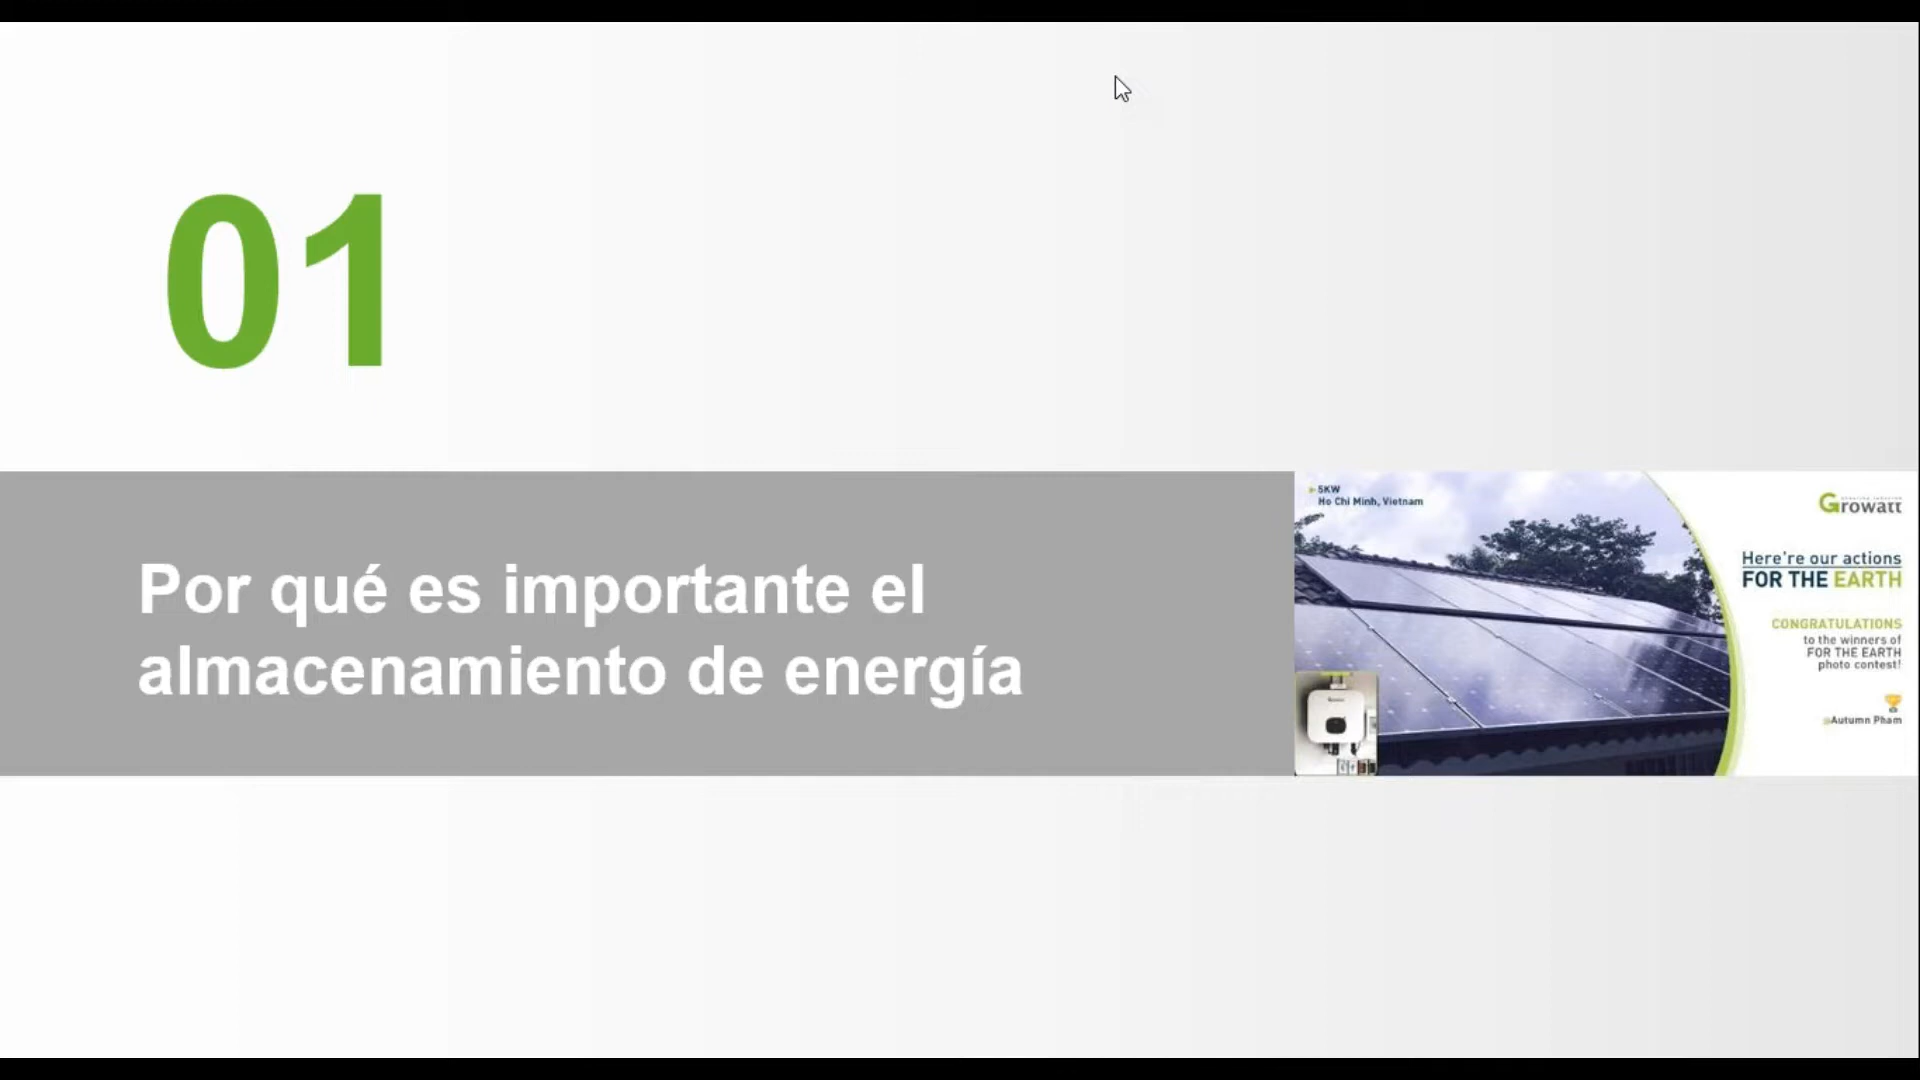 01
Por qué es importante el
almacenamiento de energía
5KW
Ho Chi Minh, Vietnam
Growatt
Here're our actions
FOR THE EARTH
CONGRATULATIONS
to the winners of
FOR THE EARTH
photo contest!
Autumn Pham